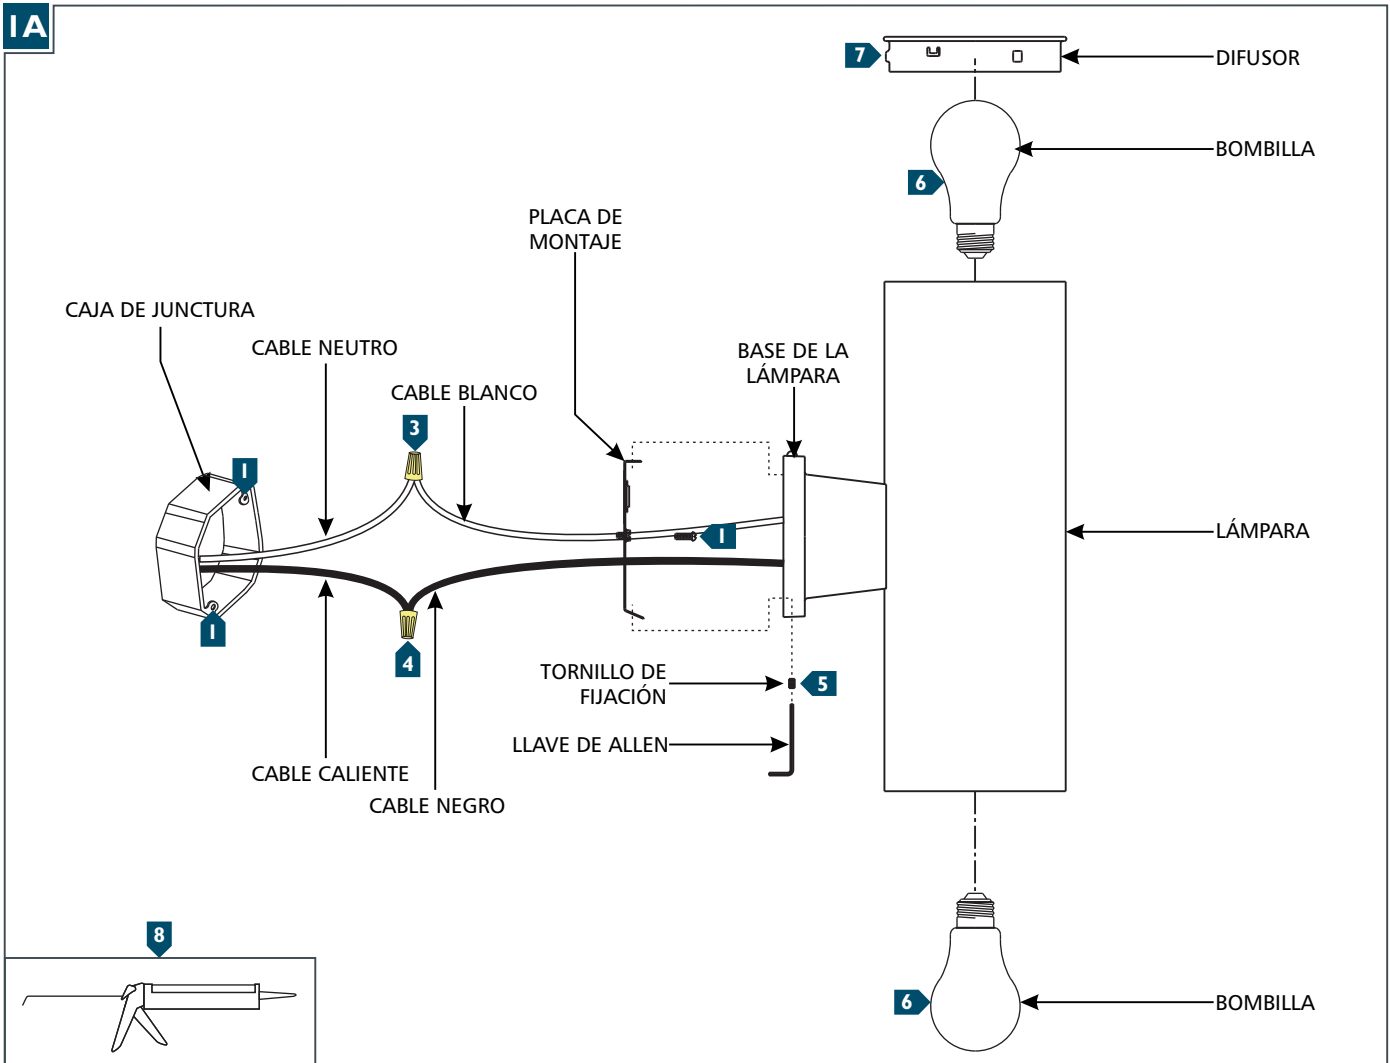 1A
7
DIFUSOR
BOMBILLA
6
PLACA DE
MONTAJE
CAJA DE JUNCTURA
CABLE NEUTRO
BASE DE LA
LÁMPARA
CABLE BLANCO
3
1
1
LÁMPARA
1
4
TORNILLO DE
FIJACIÓN
5
LLAVE DE ALLEN
CABLE CALIENTE
CABLE NEGRO
8
6
BOMBILLA